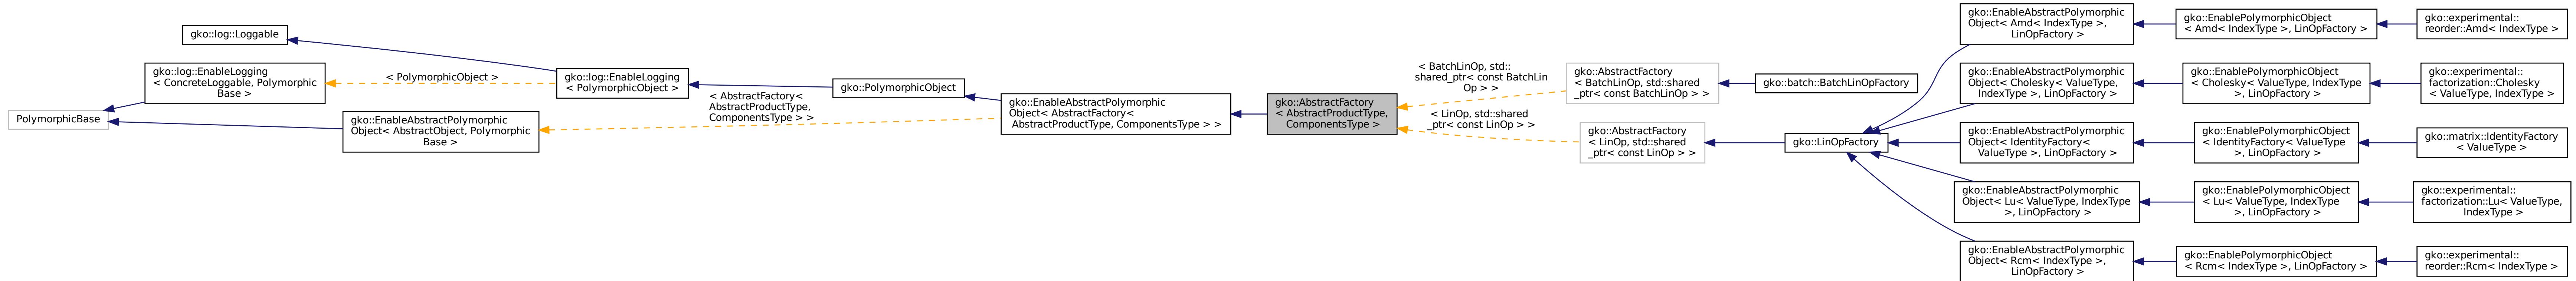 PolymorphicBase
gko::log::Loggable
gko::log::EnableLogging
< ConcreteLoggable, Polymorphic
Base >
gko::EnableAbstractPolymorphic
Object< AbstractObject, Polymorphic
Base >
< PolymorphicObject >
gko::log::EnableLogging
< PolymorphicObject >
< AbstractFactory<
AbstractProductType,
ComponentsType > >
gko::PolymorphicObject
gko::EnableAbstractPolymorphic
Object< AbstractFactory<
AbstractProductType, ComponentsType > >
gko::AbstractFactory
< AbstractProductType,
ComponentsType >
< BatchLinOp, std::
shared_ptr< const BatchLin
Op > >
< LinOp, std::shared
_ptr< const LinOp > >
gko::AbstractFactory
< BatchLinOp, std::shared
_ptr< const BatchLinOp > >
gko::AbstractFactory
< LinOp, std::shared
_ptr< const LinOp > >
gko::batch::BatchLinOpFactory
gko::LinOpFactory
gko::EnableAbstractPolymorphic
Object< Amd< IndexType >,
LinOpFactory >
gko::EnablePolymorphicObject
< Amd< IndexType >, LinOpFactory >
gko::experimental::
reorder::Amd< IndexType >
gko::EnableAbstractPolymorphic
Object< Cholesky< ValueType,
IndexType >, LinOpFactory >
gko::EnablePolymorphicObject
< Cholesky< ValueType, IndexType
>, LinOpFactory >
gko::experimental::
factorization::Cholesky
< ValueType, IndexType >
gko::EnableAbstractPolymorphic
Object< IdentityFactory<
ValueType >, LinOpFactory >
gko::EnablePolymorphicObject
< IdentityFactory< ValueType
>, LinOpFactory >
gko::matrix::IdentityFactory
< ValueType >
gko::EnableAbstractPolymorphic
Object< Lu< ValueType, IndexType
>, LinOpFactory >
gko::EnablePolymorphicObject
< Lu< ValueType, IndexType
>, LinOpFactory >
gko::experimental::
factorization::Lu< ValueType,
IndexType >
gko::EnableAbstractPolymorphic
Object< Rcm< IndexType >,
LinOpFactory >
gko::EnablePolymorphicObject
< Rcm< IndexType >, LinOpFactory >
gko::experimental::
reorder::Rcm< IndexType >